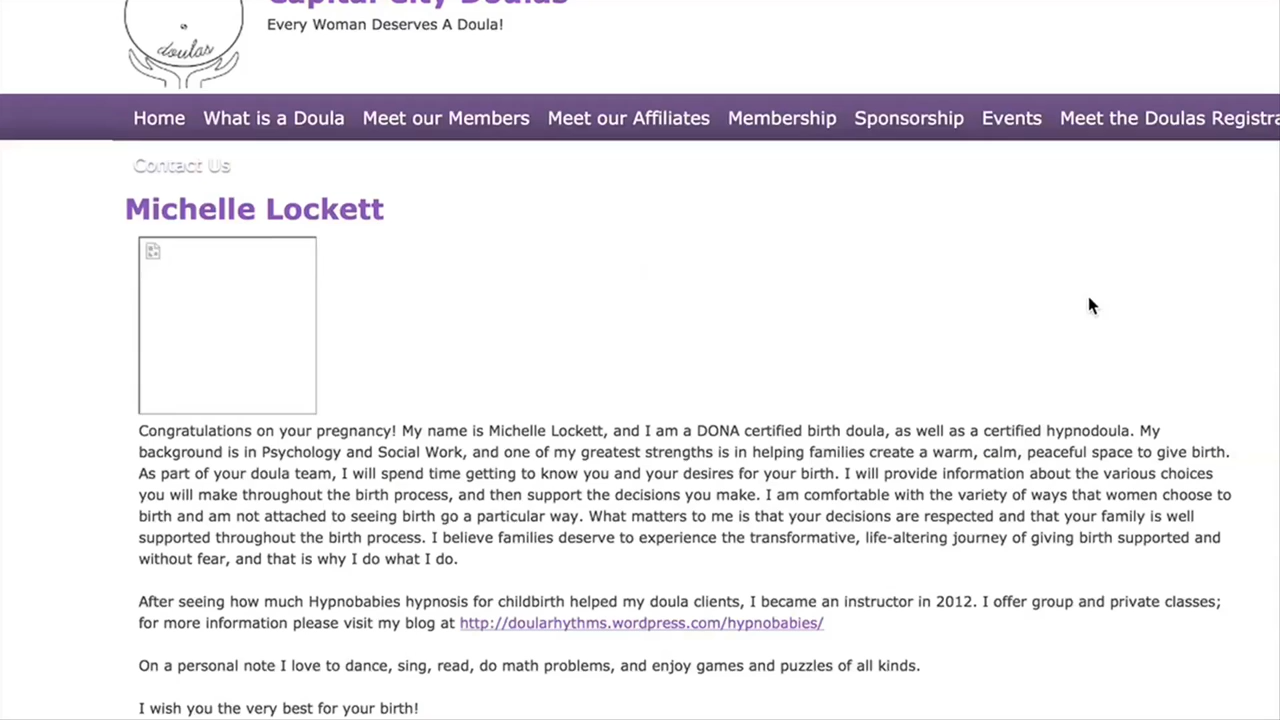 Capital City Doulas
Every Woman Deserves A Doula!
doulas
Home What is a Doula Meet our Members Meet our Affiliates Membership Sponsorship Events Meet the Doulas Registra
Contact Us
Michelle Lockett
Congratulations on your pregnancy! My name is Michelle Lockett, and I am a DONA certified birth doula, as well as a certified hypnodoula. My
background is in Psychology and Social Work, and one of my greatest strengths is in helping families create a warm, calm, peaceful space to give birth.
As part of your doula team, I will spend time getting to know you and your desires for your birth. I will provide information about the various choices
you will make throughout the birth process, and then support the decisions you make. I am comfortable with the variety of ways that women choose to
birth and am not attached to seeing birth go a particular way. What matters to me is that your decisions are respected and that your family is well
supported throughout the birth process. I believe families deserve to experience the transformative, life-altering journey of giving birth supported and
without fear, and that is why I do what I do.
After seeing how much Hypnobabies hypnosis for childbirth helped my doula clients, I became an instructor in 2012. I offer group and private classes;
for more information please visit my blog at http://doularhythms.wordpress.com/hypnobabies/
On a personal note I love to dance, sing, read, do math problems, and enjoy games and puzzles of all kinds.
I wish you the very best for your birth!